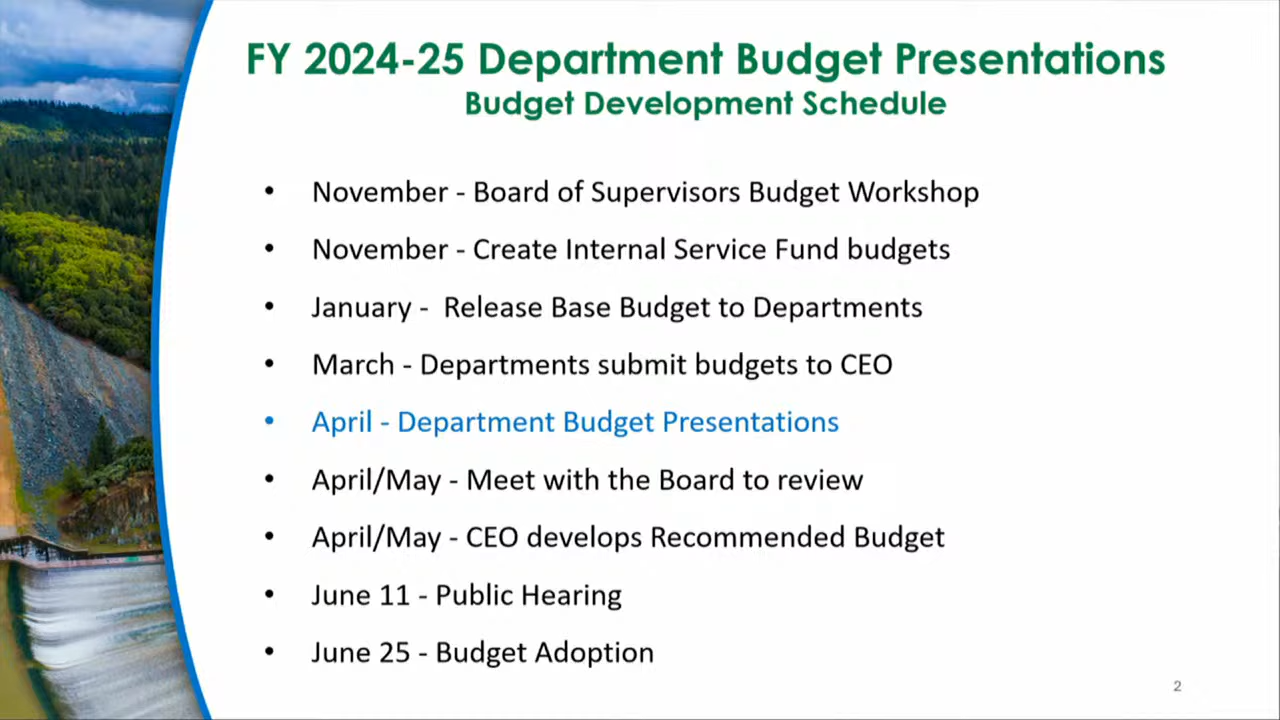 FY 2024-25 Department Budget Presentations
Budget Development Schedule
• November - Board of Supervisors Budget Workshop
• November - Create Internal Service Fund budgets
• January -  Release Base Budget to Departments
• March - Departments submit budgets to CEO
• April - Department Budget Presentations
• April/May - Meet with the Board to review
• April/May - CEO develops Recommended Budget
• June 11 - Public Hearing
• June 25 - Budget Adoption
2